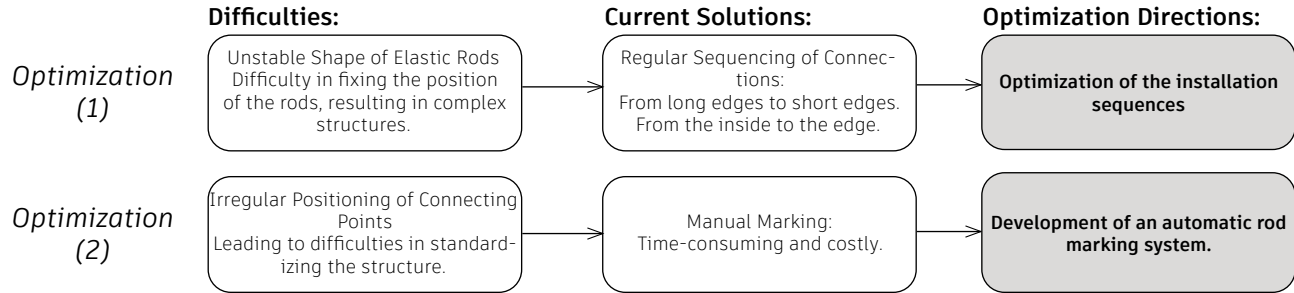 Difficulties:
Current Solutions:
Optimization Directions:
Optimization
(1)
Unstable Shape of Elastic Rods
Difficulty in fixing the position
of the rods, resulting in complex
structures.
Regular Sequencing of Connec-
tions:
From long edges to short edges.
From the inside to the edge.
Optimization of the installation
sequences
Optimization
(2)
Irregular Positioning of Connecting
Points
Leading to difficulties in standard-
izing the structure.
Manual Marking:
Time-consuming and costly.
Development of an automatic rod
marking system.